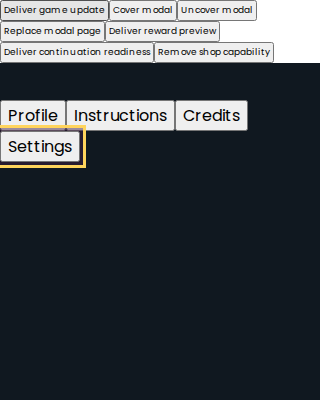 Deliver game update Cover modal Uncover modal
Replace modal page Deliver reward preview
Deliver continuation readiness Remove shop capability
Profile Instructions Credits
Settings